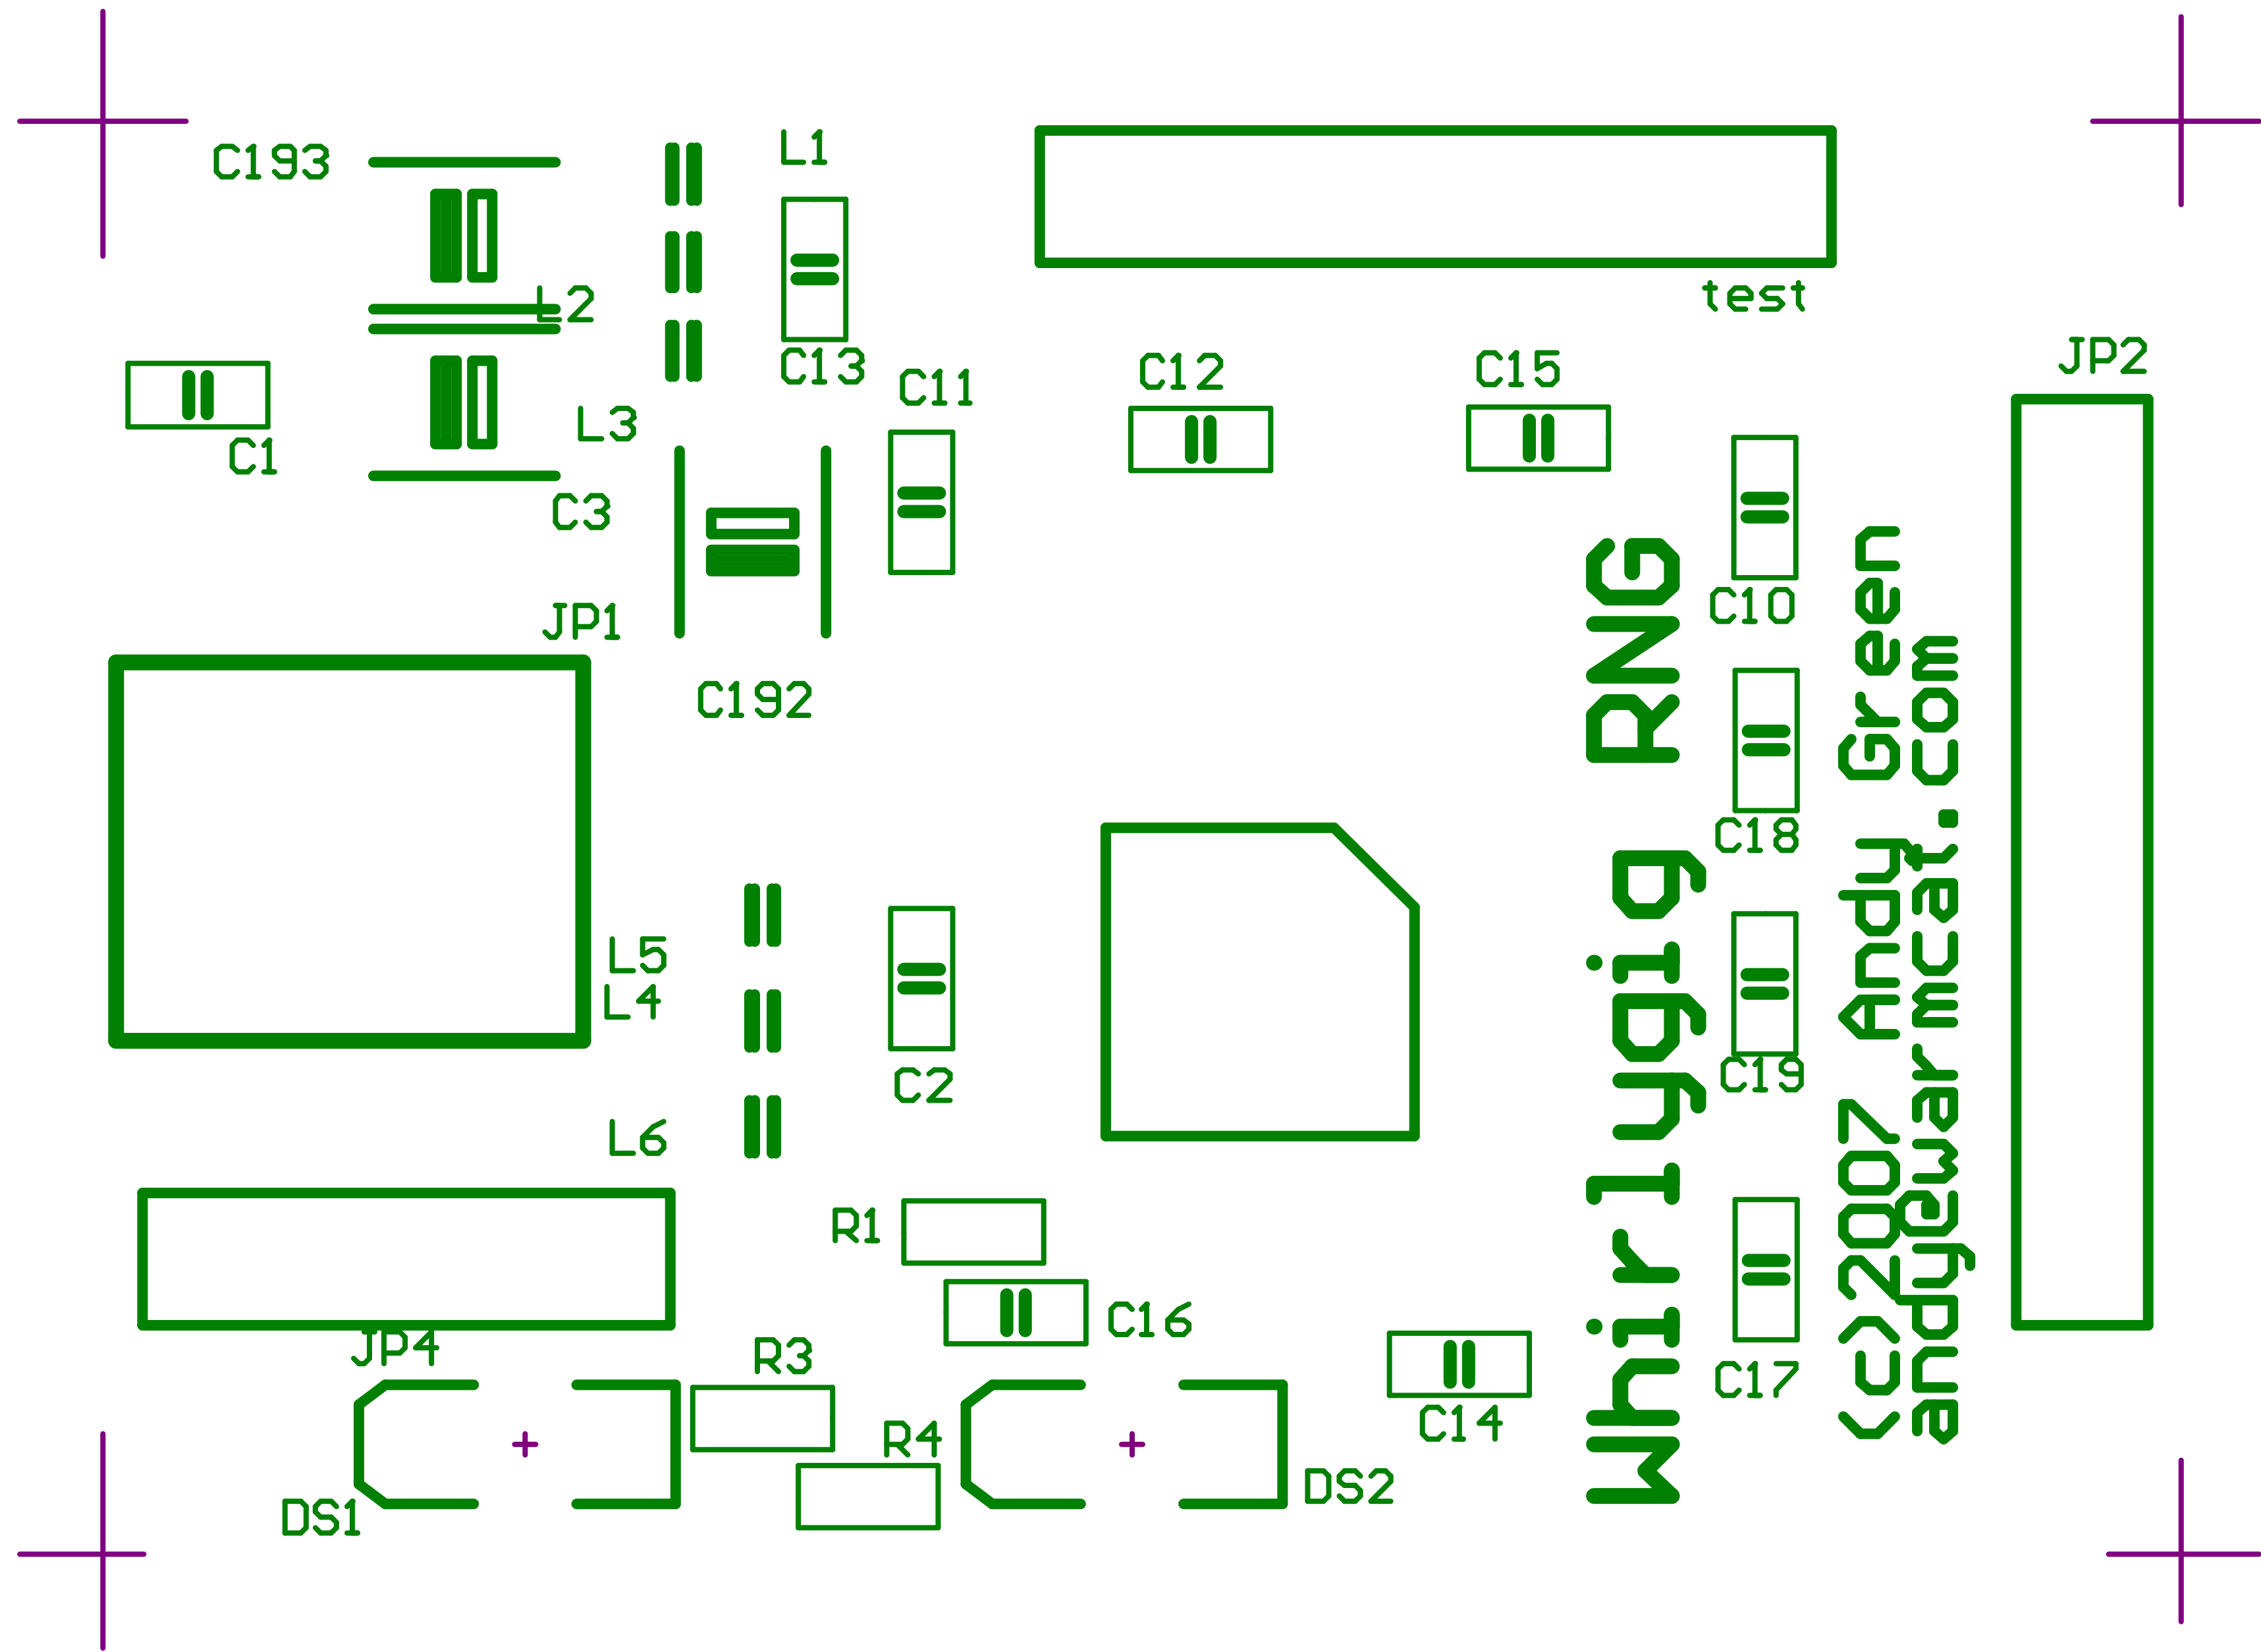 C193
L1
L2
test
C13
C11
C12
C15
JP2
C1
L3
C3
JP1
C10
C192
C18
L5
L4
C2
C19
L6
R1
C16
JP4
R3
C17
R4
C14
DS1
DS2
Whirlygig RNG
(c)2007 Andy Green
andy@warmcat.com